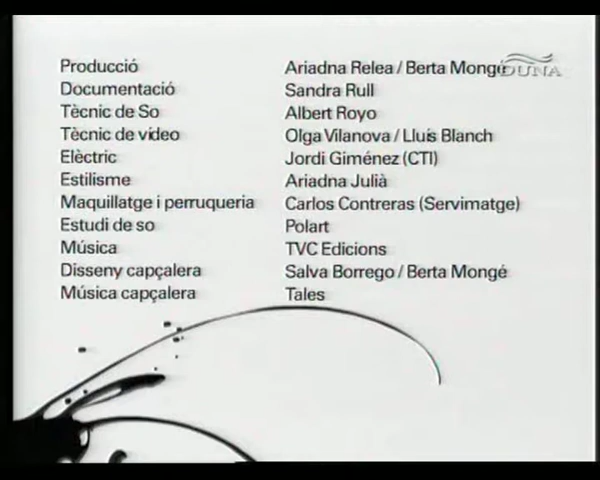 Producció Ariadna Relea / Berta Mongé
DUNA
Documentació Sandra Rull
Tècnic de So Albert Royo
Tècnic de vídeo Olga Vilanova / Lluís Blanch
Elèctric Jordi Giménez (CTI)
Estilisme Ariadna Julià
Maquillatge i perruqueria Carlos Contreras (Servimatge)
Estudi de so Polart
Música TVC Edicions
Disseny capçalera Salva Borrego / Berta Mongé
Música capçalera Tales